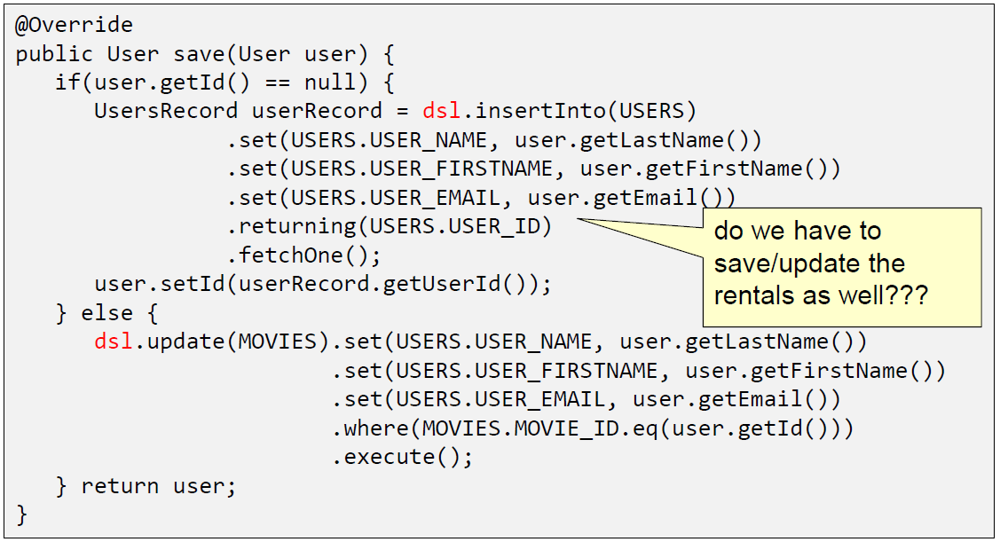 @Override
public User save(User user) {
   if(user.getId() == null) {
      UsersRecord userRecord = dsl.insertInto(USERS)
                .set(USERS.USER_NAME, user.getLastName())
                .set(USERS.USER_FIRSTNAME, user.getFirstName())
                .set(USERS.USER_EMAIL, user.getEmail())
                .returning(USERS.USER_ID)
                .fetchOne();
      user.setId(userRecord.getUserId());
   } else {
      dsl.update(MOVIES).set(USERS.USER_NAME, user.getLastName())
                        .set(USERS.USER_FIRSTNAME, user.getFirstName())
                        .set(USERS.USER_EMAIL, user.getEmail())
                        .where(MOVIES.MOVIE_ID.eq(user.getId()))
                        .execute();
   } return user;
}
do we have to
save/update the
rentals as well???